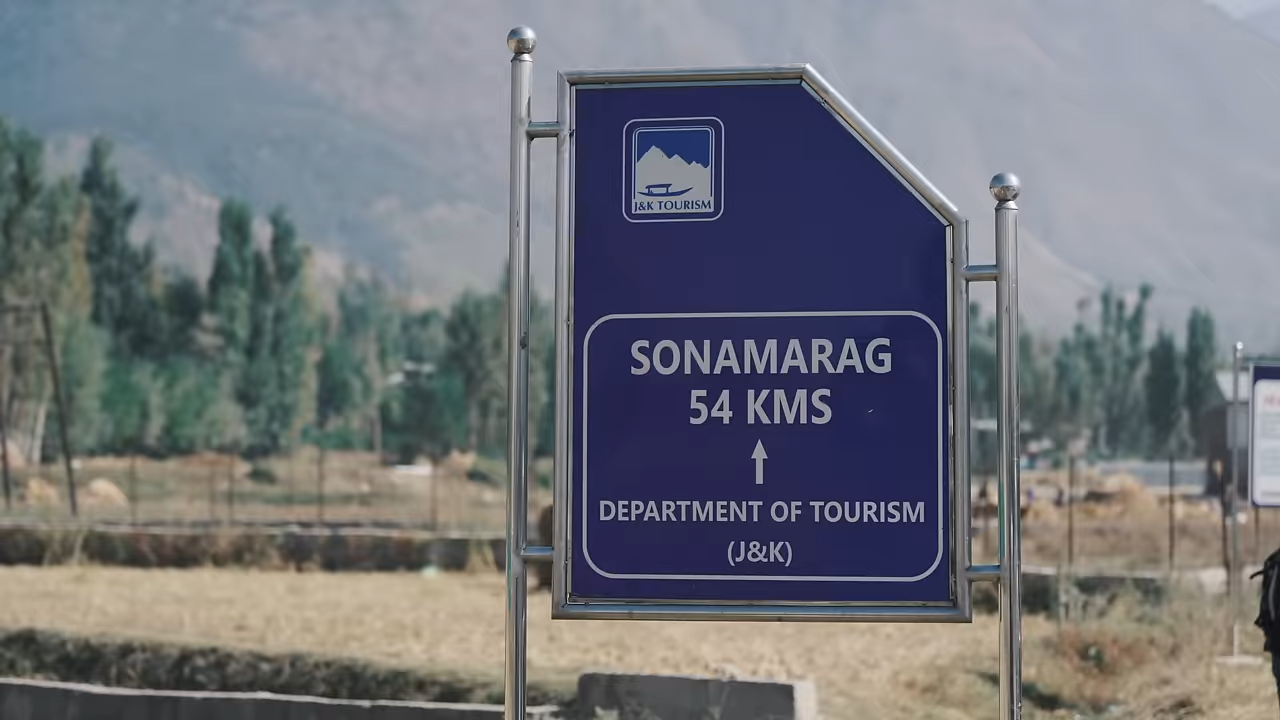 J&K TOURISM
SONAMARAG
54 KMS
DEPARTMENT OF TOURISM
(J&K)